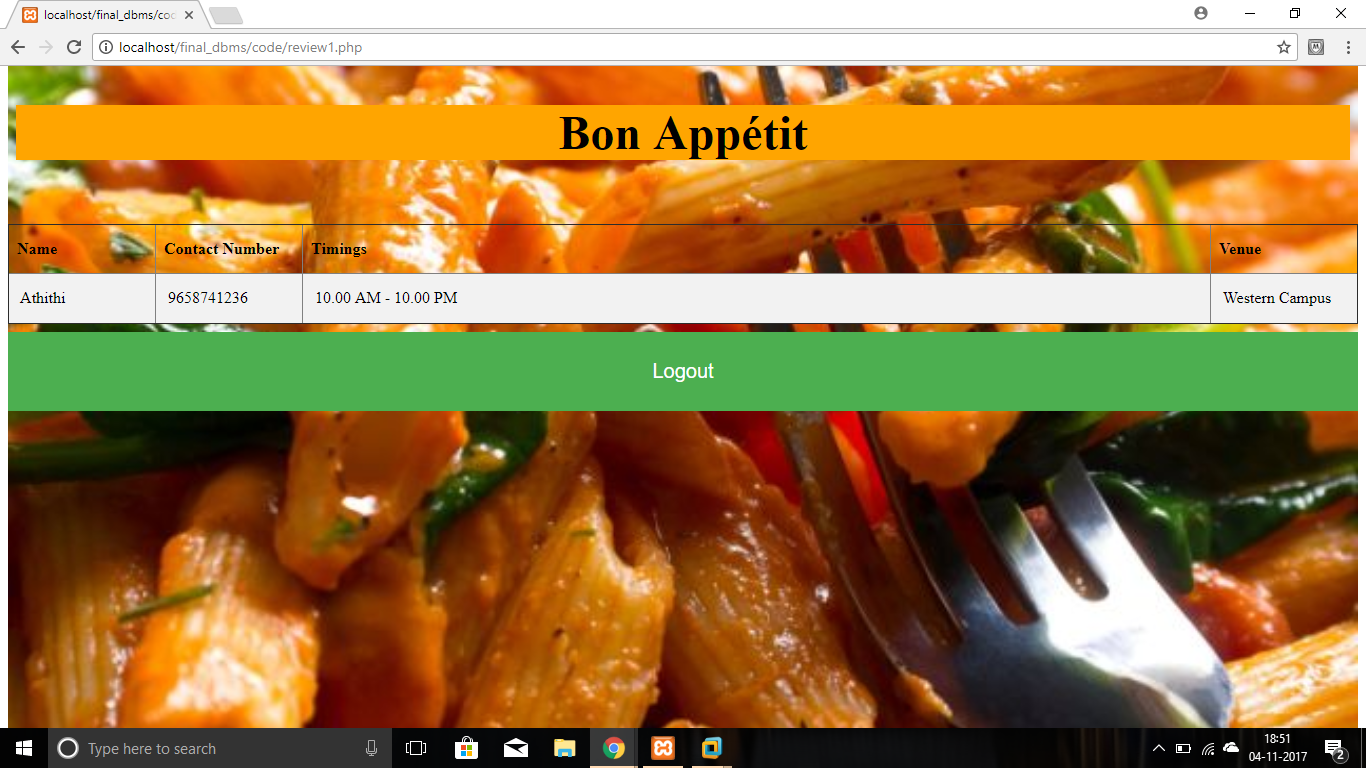 localhost/final_dbms/cod
localhost/final_dbms/code/review1.php
Bon Appétit
Name Contact Number Timings Venue
Athithi 9658741236 10.00 AM - 10.00 PM Western Campus
Logout
Type here to search
18:51
04-11-2017
2